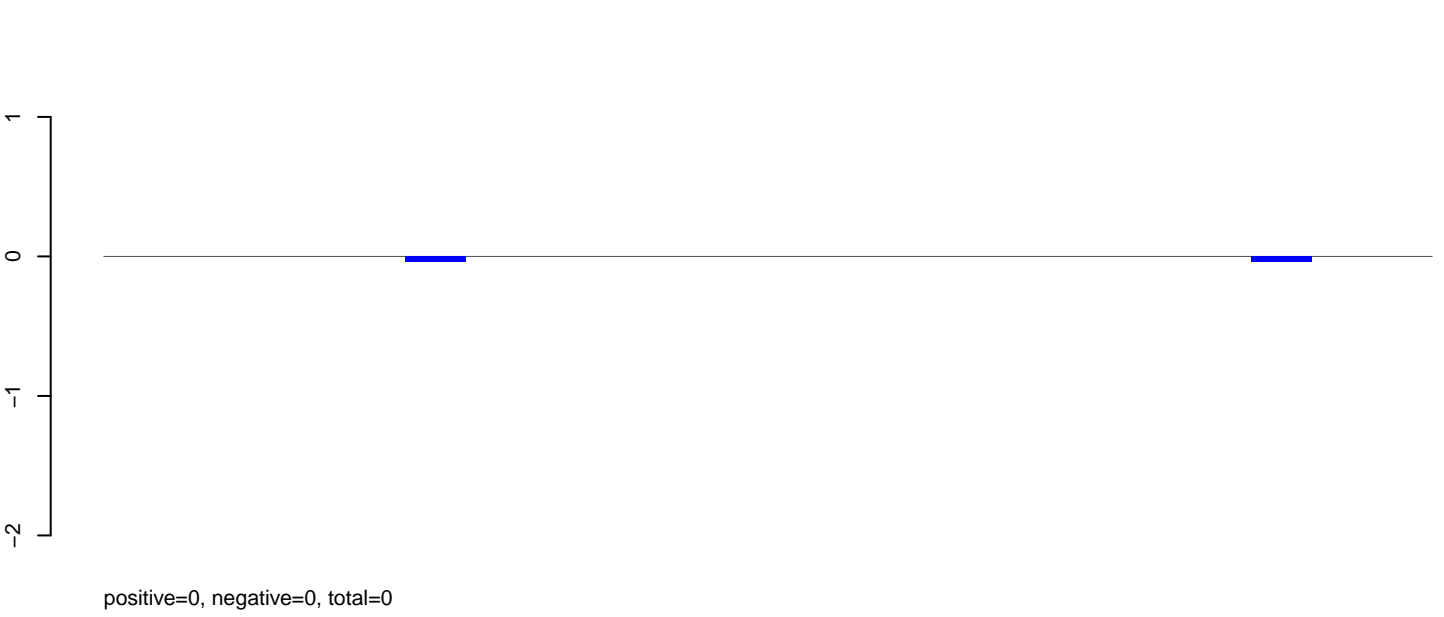 1
0
−1
−2
positive=0, negative=0, total=0